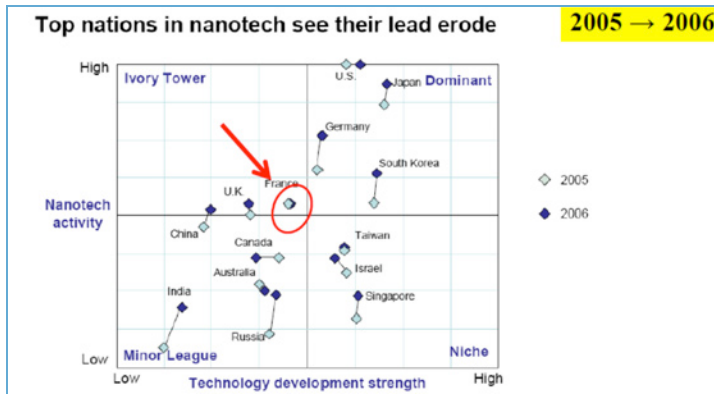 Top nations in nanotech see their lead erode
2005 → 2006
High
Ivory Tower
U.S.
Japan
Dominant
Germany
South Korea
France
U.K.
2005
2006
Nanotech
activity
China
Canada
Taiwan
Australia
Israel
India
Singapore
Russia
Low
Minor League
Niche
Low
Technology development strength
High